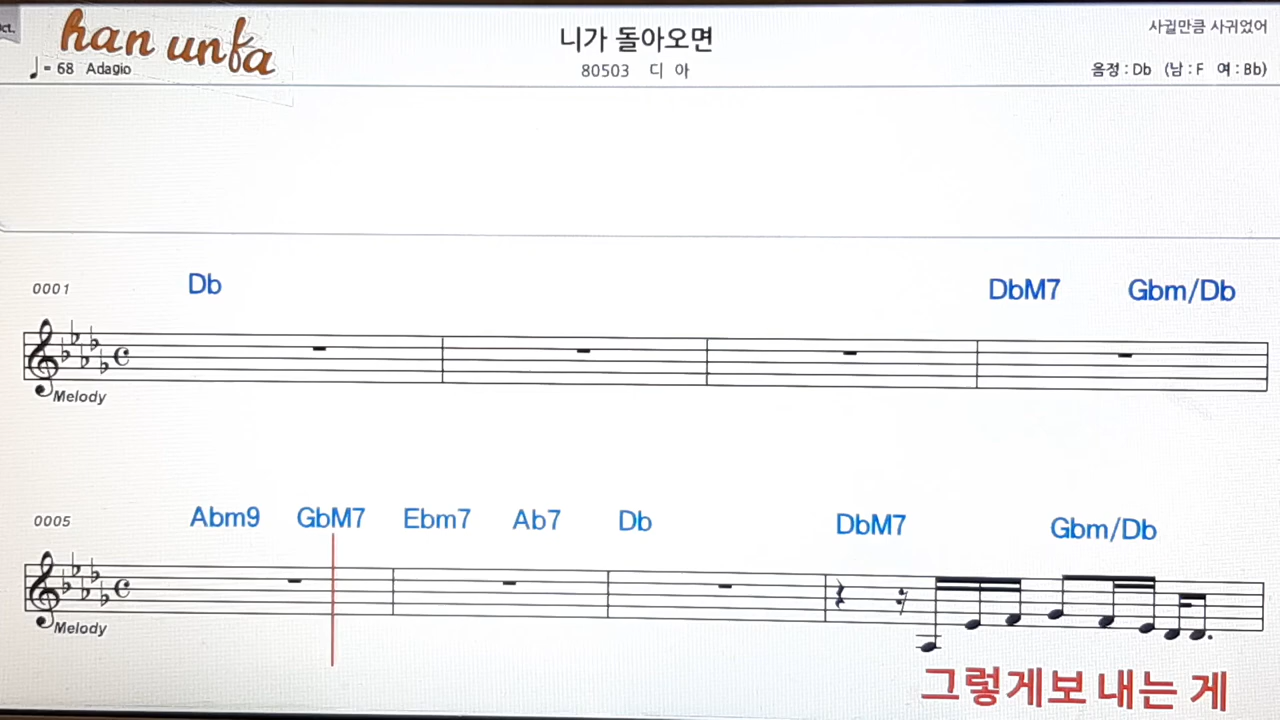 ct.
han unfa
니가 돌아오면
사귈만큼 사귀었어
♩= 68 Adagio
80503 디 아
음정 : Db (남 : F 여 : Bb)
0001
Db DbM7 Gbm/Db
Melody
0005
Abm9 GbM7 Ebm7 Ab7 Db DbM7 Gbm/Db
Melody
그렇게보 내는 게